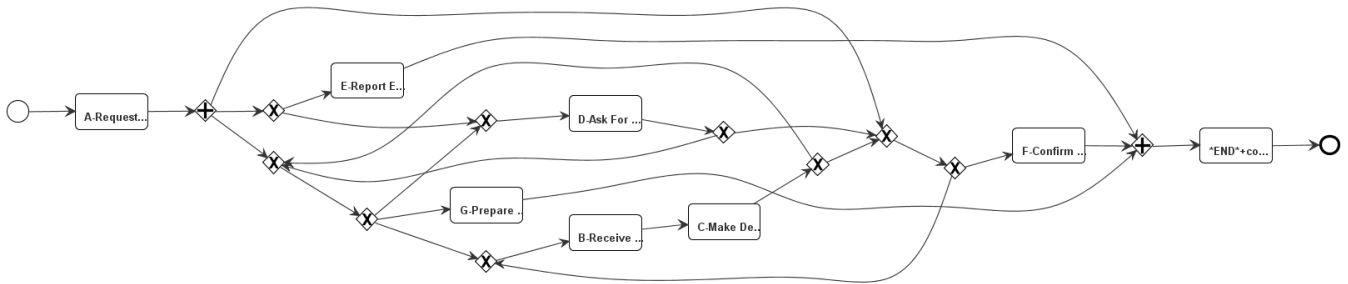 E-Report E...
A-Request...
D-Ask For ...
F-Confirm ...
*END*+co...
G-Prepare ...
B-Receive ...
C-Make De...